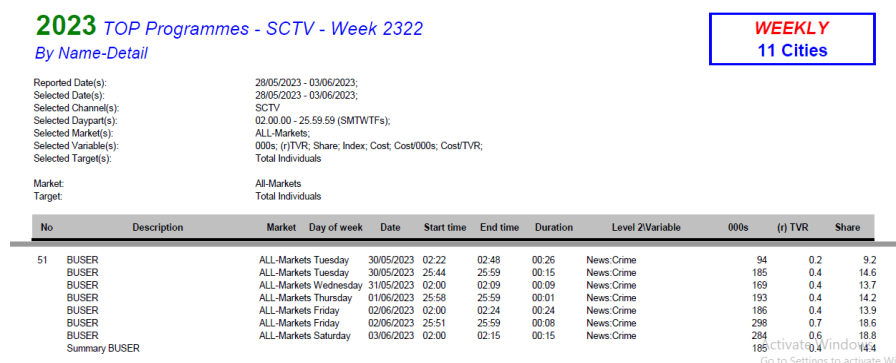 2023 TOP Programmes - SCTV - Week 2322
By Name-Detail
WEEKLY
11 Cities
Reported Date(s): 28/05/2023 - 03/06/2023;
Selected Date(s): 28/05/2023 - 03/06/2023;
Selected Channel(s): SCTV
Selected Daypart(s): 02.00.00 - 25.59.59 (SMTWTFs);
Selected Market(s): ALL-Markets;
Selected Variable(s): 000s; (r)TVR; Share; Index; Cost; Cost/000s; Cost/TVR;
Selected Target(s): Total Individuals
Market: All-Markets
Target: Total Individuals
No Description Market Day of week Date Start time End time Duration Level 2\Variable 000s (r) TVR Share
51 BUSER ALL-Markets Tuesday 30/05/2023 02:22 02:48 00:26 News:Crime 94 0.2 9.2
BUSER ALL-Markets Tuesday 30/05/2023 25:44 25:59 00:15 News:Crime 185 0.4 14.6
BUSER ALL-Markets Wednesday 31/05/2023 02:00 02:09 00:09 News:Crime 169 0.4 13.7
BUSER ALL-Markets Thursday 01/06/2023 25:58 25:59 00:01 News:Crime 193 0.4 14.2
BUSER ALL-Markets Friday 02/06/2023 02:00 02:24 00:24 News:Crime 186 0.4 13.9
BUSER ALL-Markets Friday 02/06/2023 25:51 25:59 00:08 News:Crime 298 0.7 18.6
BUSER ALL-Markets Saturday 03/06/2023 02:00 02:15 00:15 News:Crime 284 0.6 18.8
Summary BUSER 185 0.4 14.4
Activate Windows
Go to Settings to activate